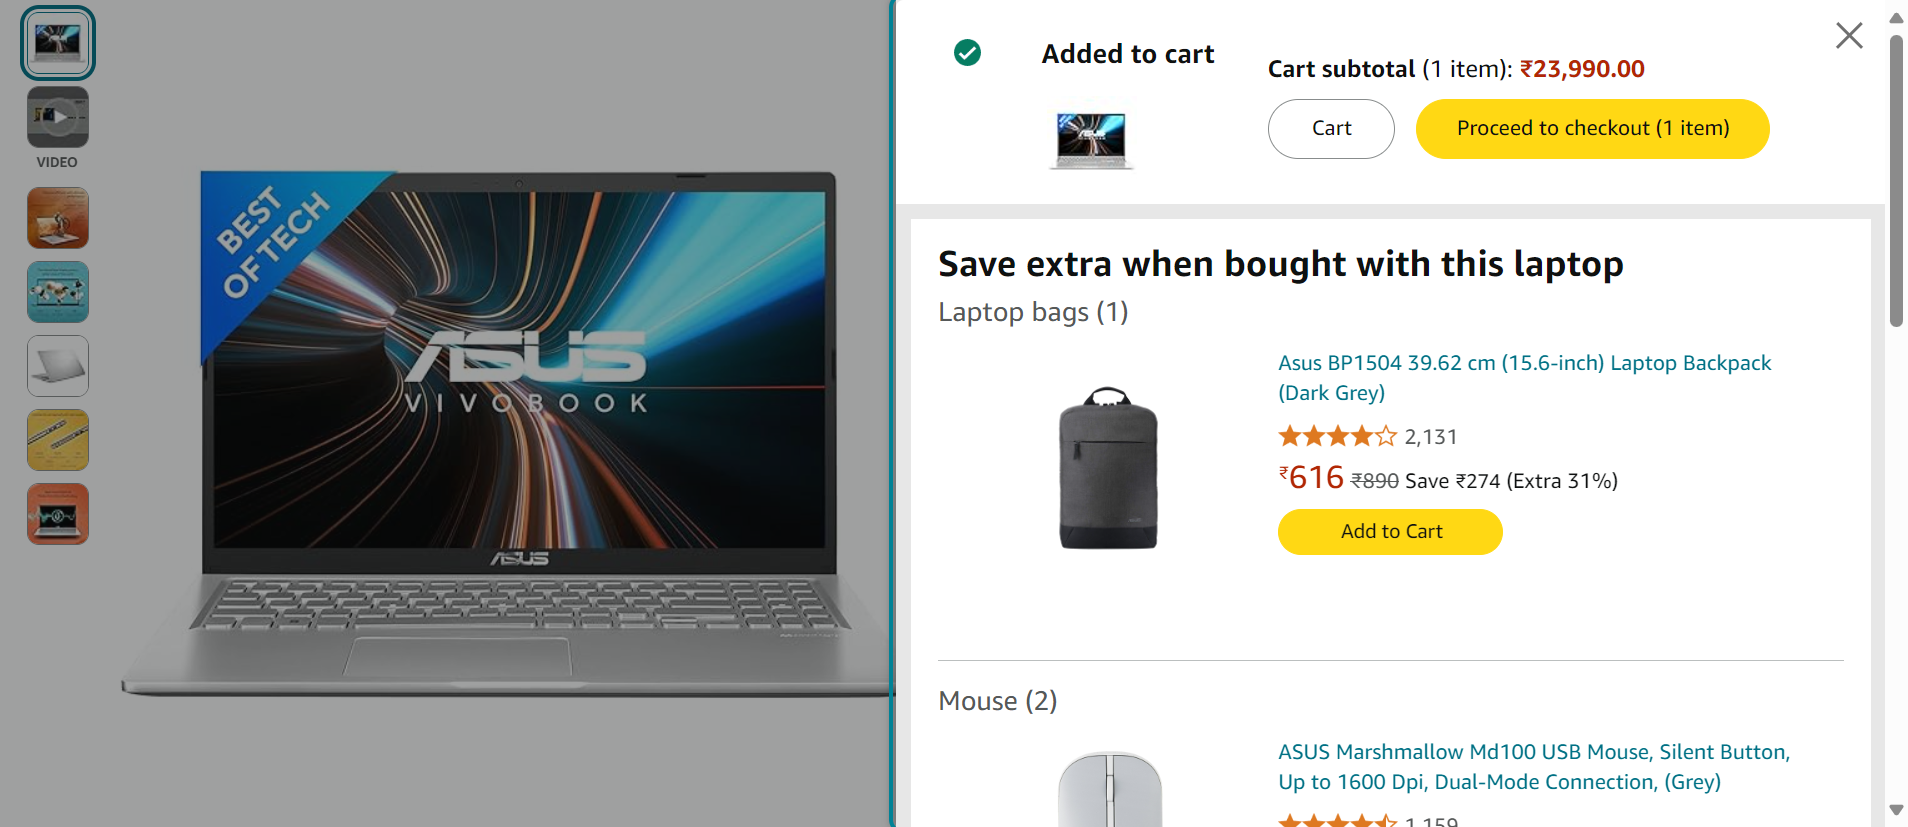 VIDEO
BEST
OF TECH
ASUS
VIVOBOOK
ASUS
Added to cart
Cart subtotal (1 item): ₹23,990.00
Cart
Proceed to checkout (1 item)
Save extra when bought with this laptop
Laptop bags (1)
Asus BP1504 39.62 cm (15.6-inch) Laptop Backpack
(Dark Grey)
2,131
₹616 ₹890 Save ₹274 (Extra 31%)
Add to Cart
Mouse (2)
ASUS Marshmallow Md100 USB Mouse, Silent Button,
Up to 1600 Dpi, Dual-Mode Connection, (Grey)
1,159